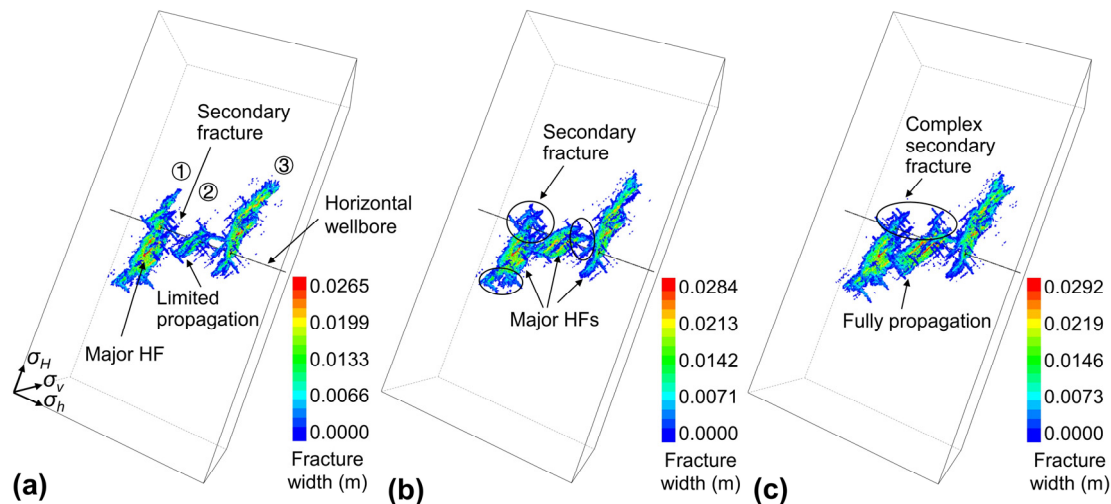 Secondary
fracture
①
②
③
Horizontal
wellbore
Limited
propagation
Major HF
σH
σv
σh
0.0265
0.0199
0.0133
0.0066
0.0000
Fracture
width (m)
(a)
Secondary
fracture
Major HFs
0.0284
0.0213
0.0142
0.0071
0.0000
Fracture
width (m)
(b)
Complex
secondary
fracture
Fully propagation
0.0292
0.0219
0.0146
0.0073
0.0000
Fracture
width (m)
(c)